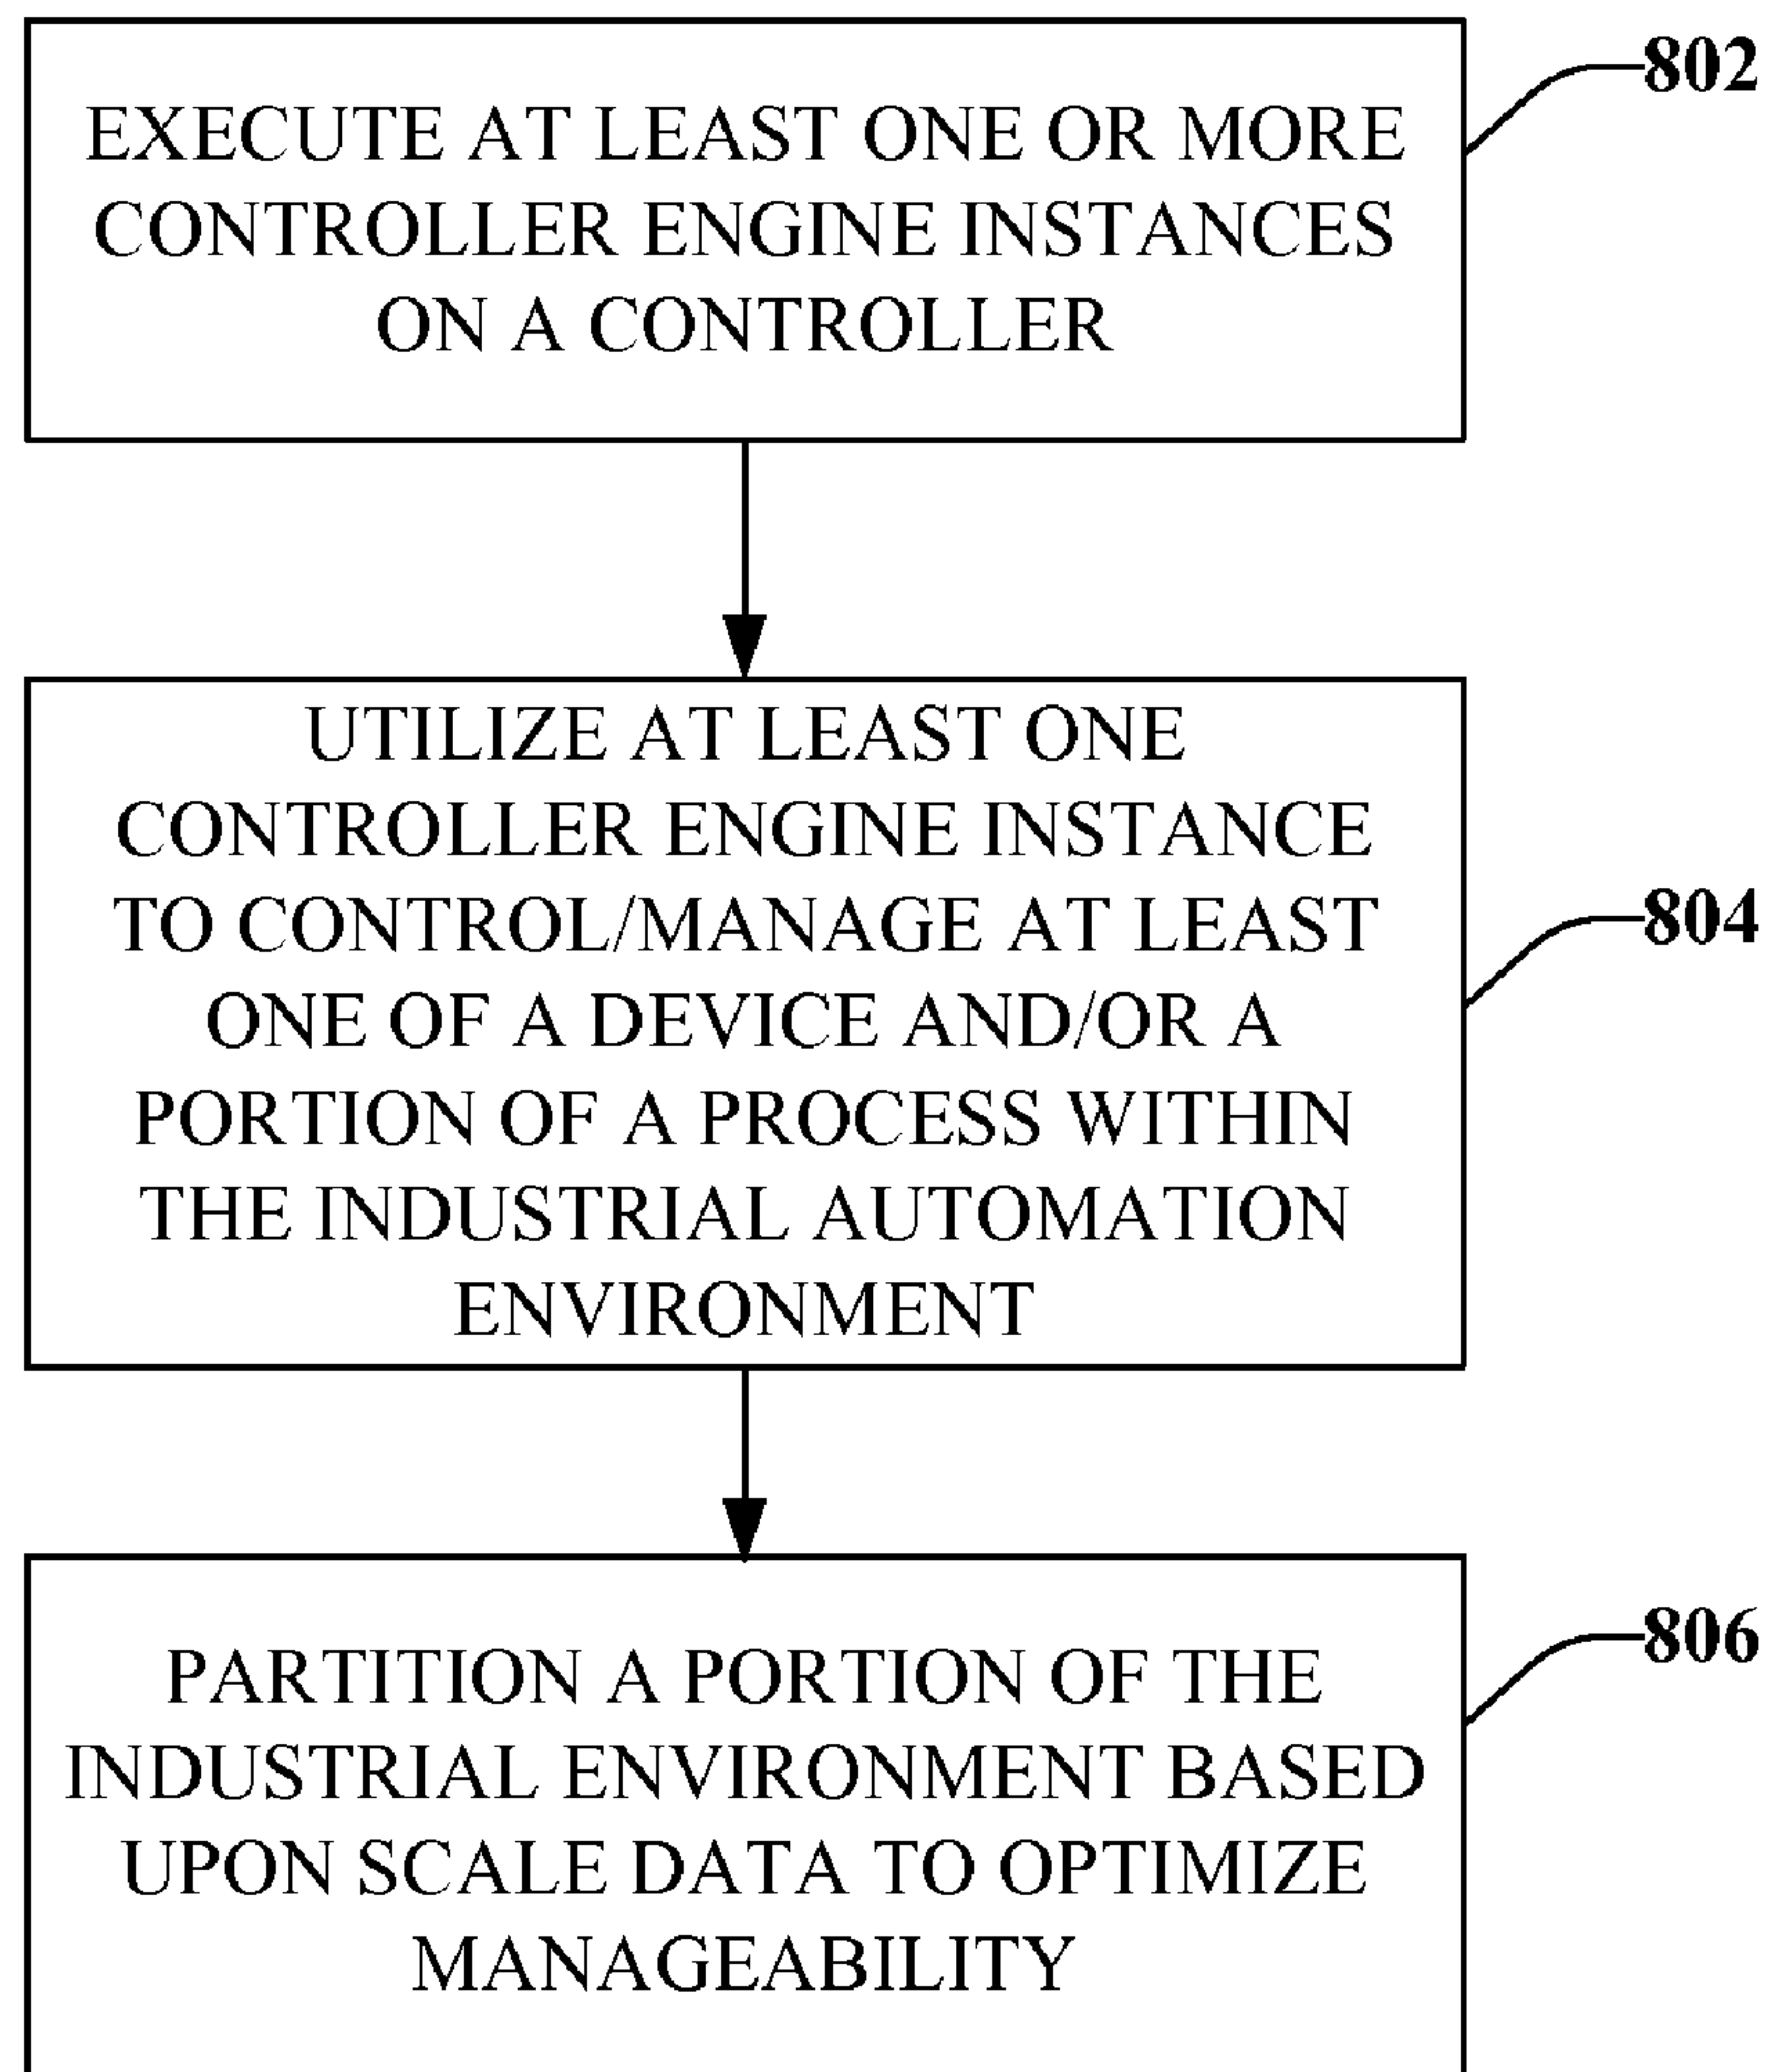 802
EXECUTE AT LEAST ONE OR MORE
CONTROLLER ENGINE INSTANCES
ON A CONTROLLER
UTILIZE AT LEAST ONE
CONTROLLER ENGINE INSTANCE
TO CONTROL/MANAGE AT LEAST
804
ONE OF A DEVICE AND/OR A
PORTION OF A PROCESS WITHIN
THE INDUSTRIAL AUTOMATION
ENVIRONMENT
806
PARTITION A PORTION OF THE
INDUSTRIAL ENVIRONMENT BASED
UPON SCALE DATA TO OPTIMIZE
MANAGEABILITY